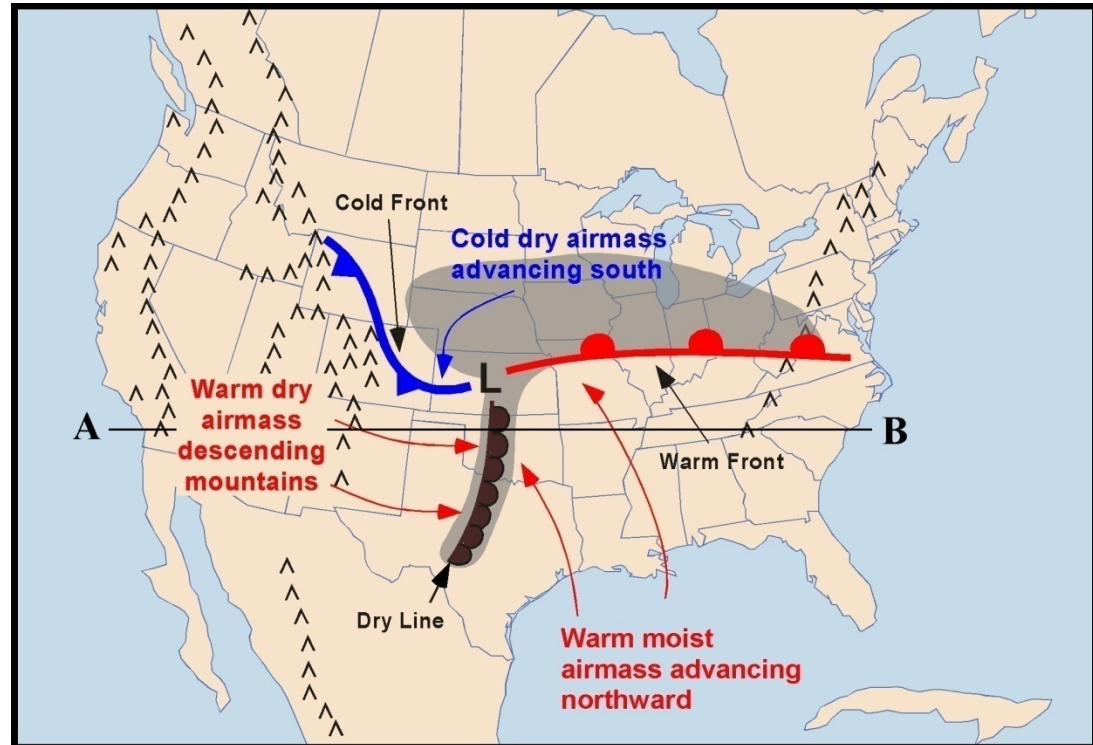 Cold Front
Cold dry airmass
advancing south
L
Warm dry
airmass
descending
mountains
A
B
Warm Front
Dry Line
Warm moist
airmass advancing
northward